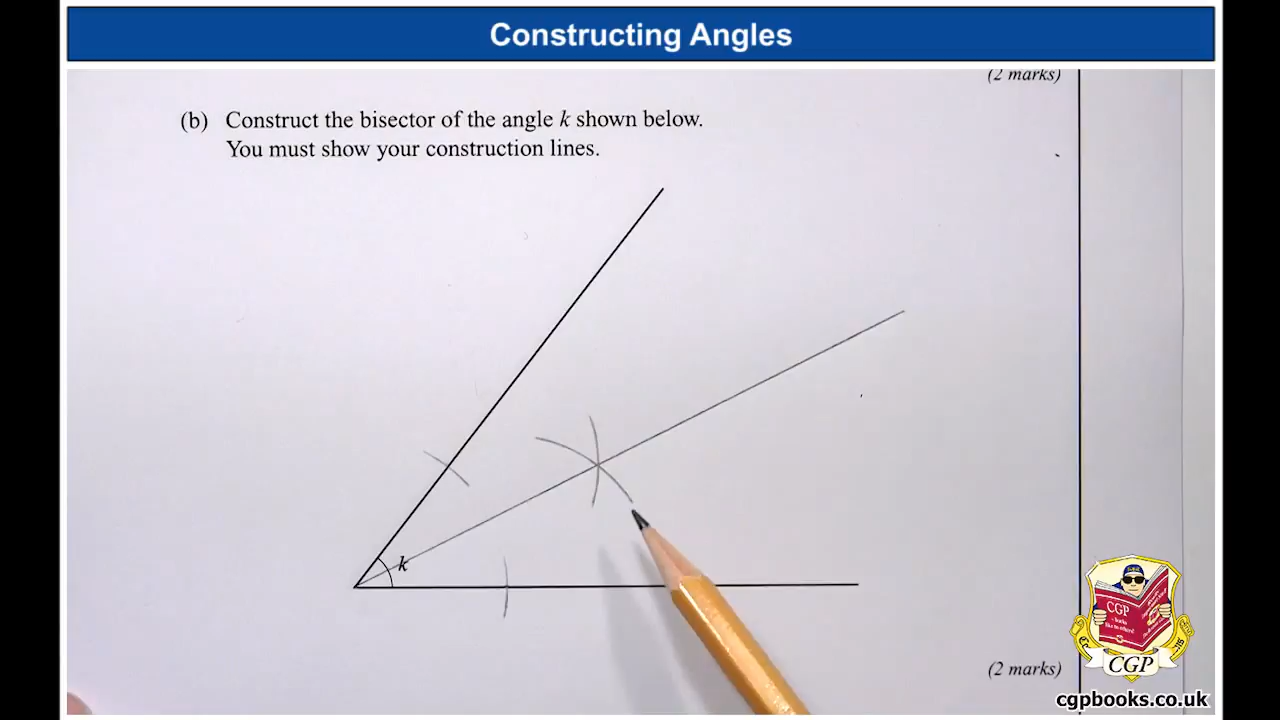 Constructing Angles
(2 marks)
(b) Construct the bisector of the angle k shown below.
You must show your construction lines.
k
CGP
CGP
(2 marks)
cgpbooks.co.uk